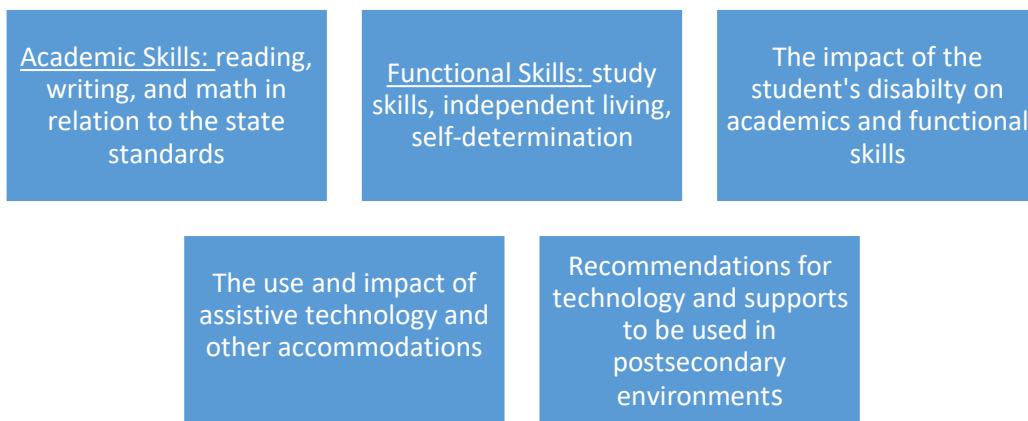 Academic Skills: reading,
writing, and math in
relation to the state
standards
Functional Skills: study
skills, independent living,
self-determination
The impact of the
student's disabilty on
academics and functional
skills
The use and impact of
assistive technology and
other accommodations
Recommendations for
technology and supports
to be used in
postsecondary
environments